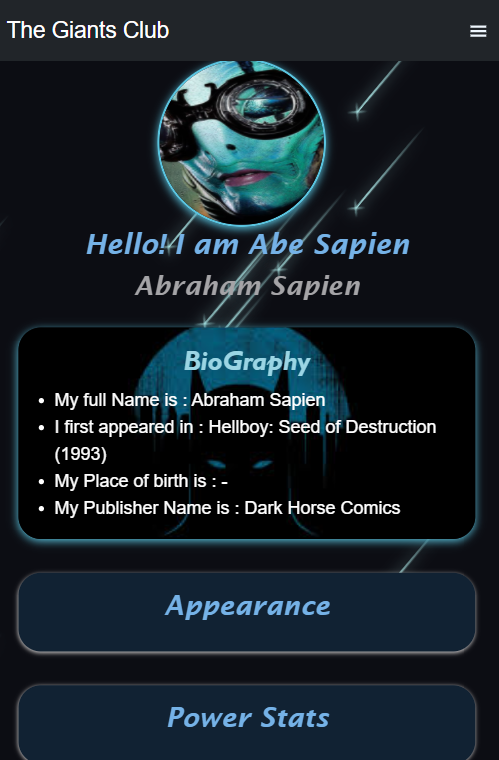 The Giants Club
Hello! I am Abe Sapien
Abraham Sapien
BioGraphy
• My full Name is : Abraham Sapien
• I first appeared in : Hellboy: Seed of Destruction
(1993)
• My Place of birth is : -
• My Publisher Name is : Dark Horse Comics
Appearance
Power Stats